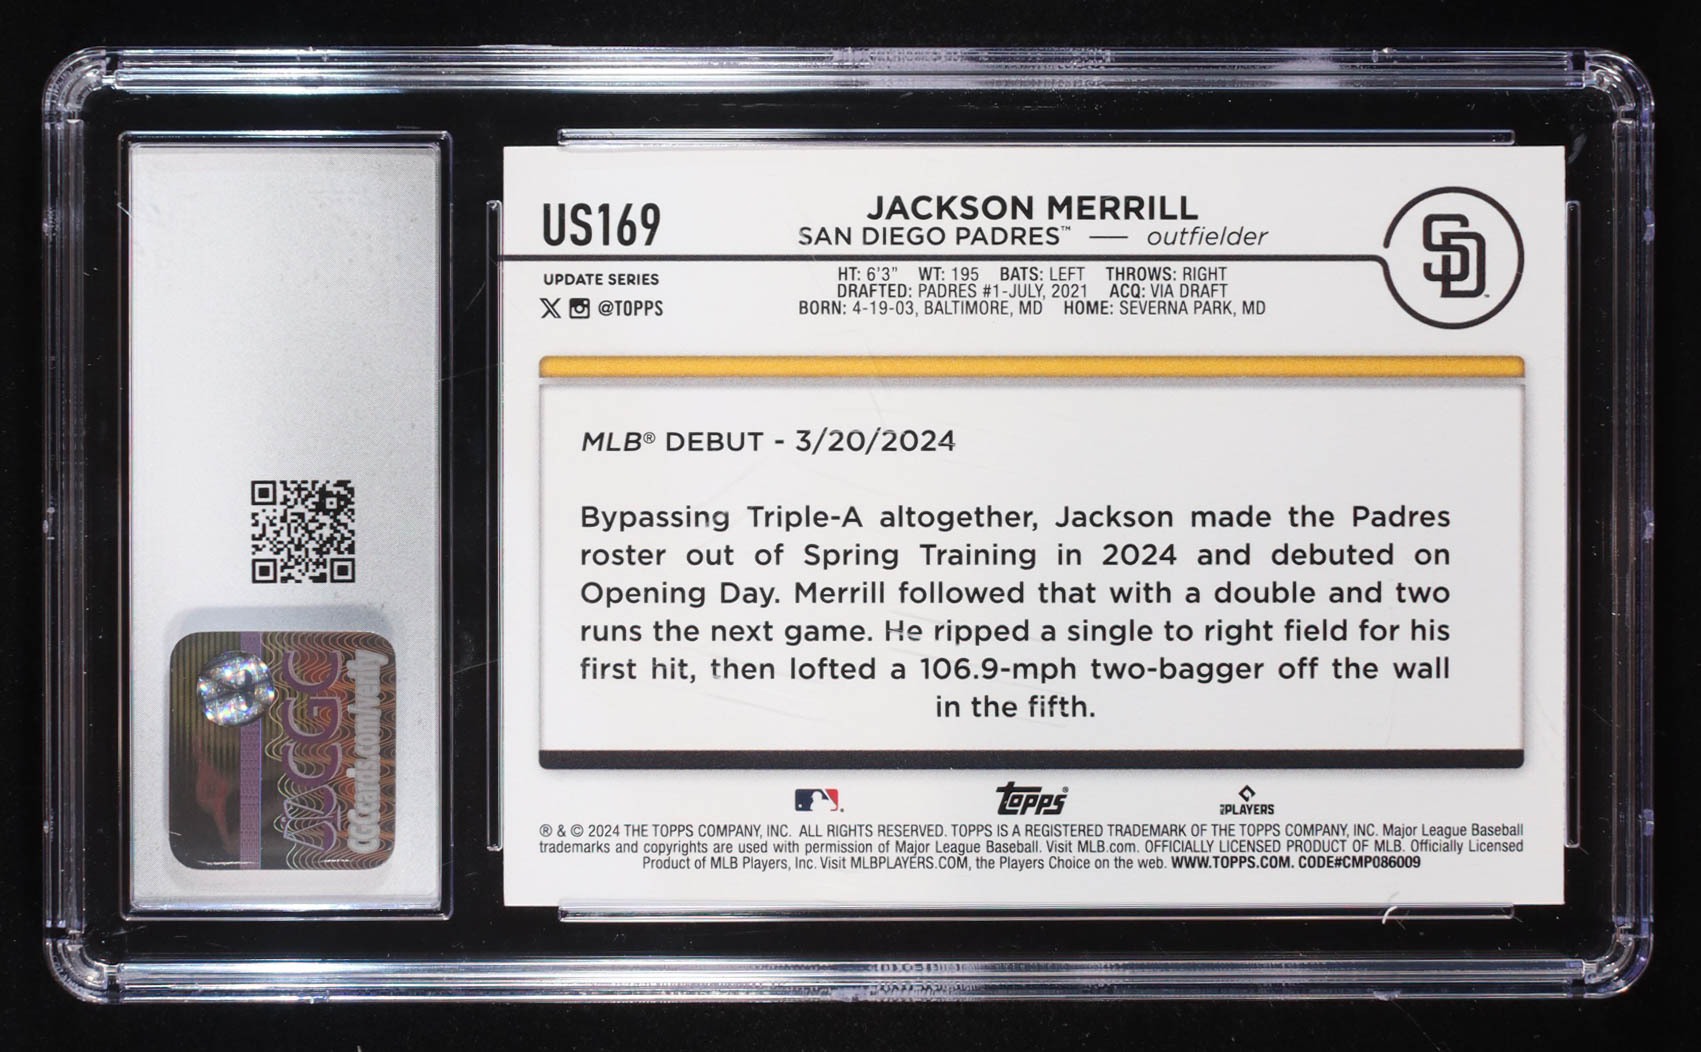 US169
JACKSON MERRILL
SAN DIEGO PADRES™ — outfielder
SD
UPDATE SERIES
@TOPPS
HT: 6'3" WT: 195 BATS: LEFT THROWS: RIGHT
DRAFTED: PADRES #1-JULY, 2021 ACQ: VIA DRAFT
BORN: 4-19-03, BALTIMORE, MD HOME: SEVERNA PARK, MD
MLB® DEBUT - 3/20/2024
Bypassing Triple-A altogether, Jackson made the Padres
roster out of Spring Training in 2024 and debuted on
Opening Day. Merrill followed that with a double and two
runs the next game. He ripped a single to right field for his
first hit, then lofted a 106.9-mph two-bagger off the wall
in the fifth.
topps®
MLB PLAYERS
® & © 2024 THE TOPPS COMPANY, INC. ALL RIGHTS RESERVED. TOPPS IS A REGISTERED TRADEMARK OF THE TOPPS COMPANY, INC. Major League Baseball
trademarks and copyrights are used with permission of Major League Baseball. Visit MLB.com. OFFICIALLY LICENSED PRODUCT OF MLB. Officially Licensed
Product of MLB Players, Inc. Visit MLBPLAYERS.COM, the Players Choice on the web. WWW.TOPPS.COM. CODE#CMP086009
CGC
CGCcards.com/verify